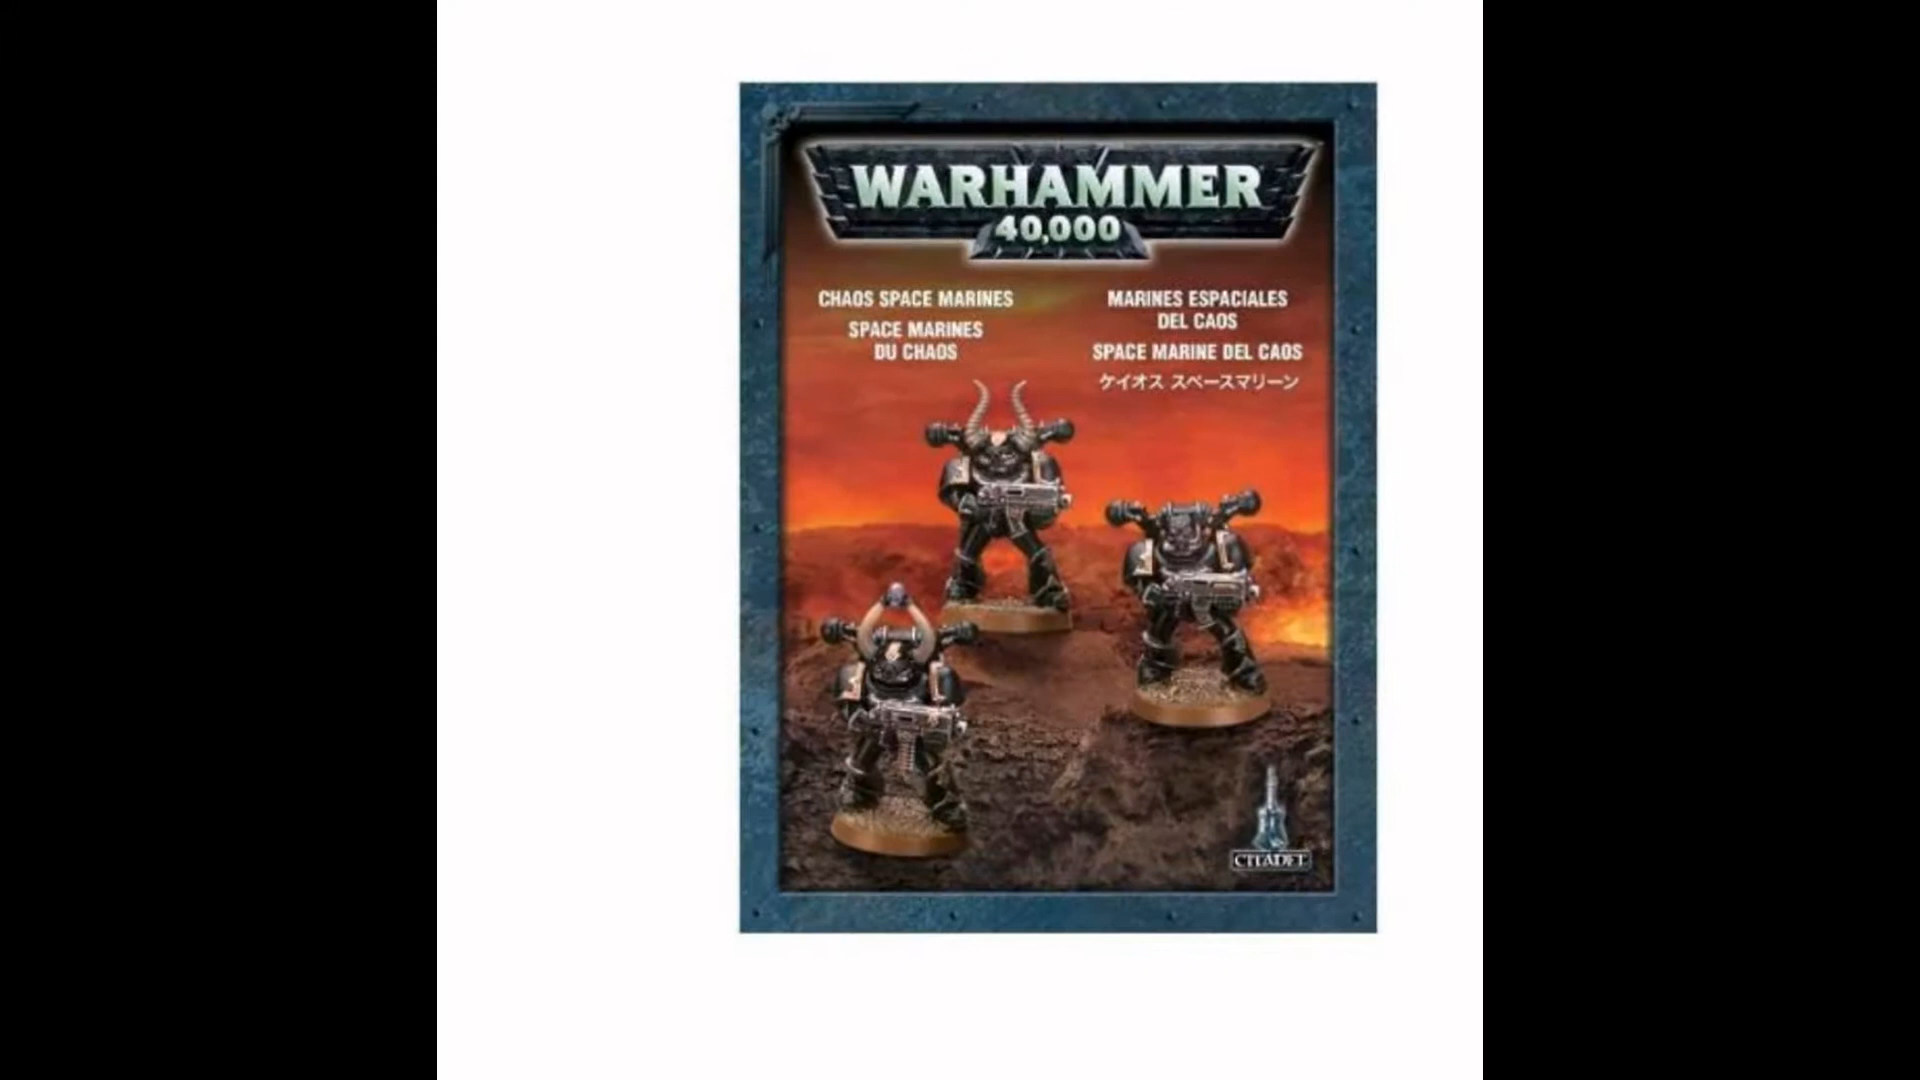 WARHAMMER
40,000
CHAOS SPACE MARINES
SPACE MARINES
DU CHAOS
MARINES ESPACIALES
DEL CAOS
SPACE MARINE DEL CAOS
ケイオス スペースマリーン
CITADEL